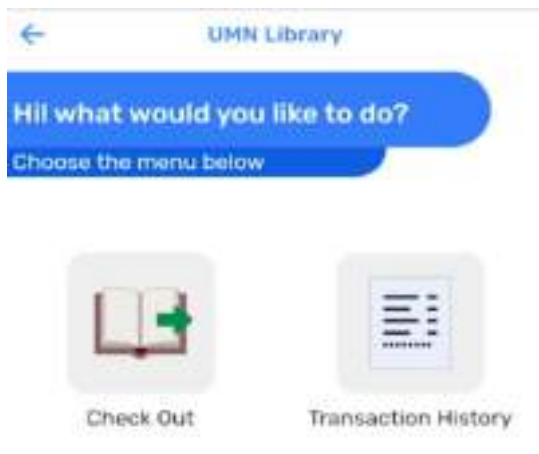 UMN Library
Hi! what would you like to do?
Choose the menu below
Check Out
Transaction History